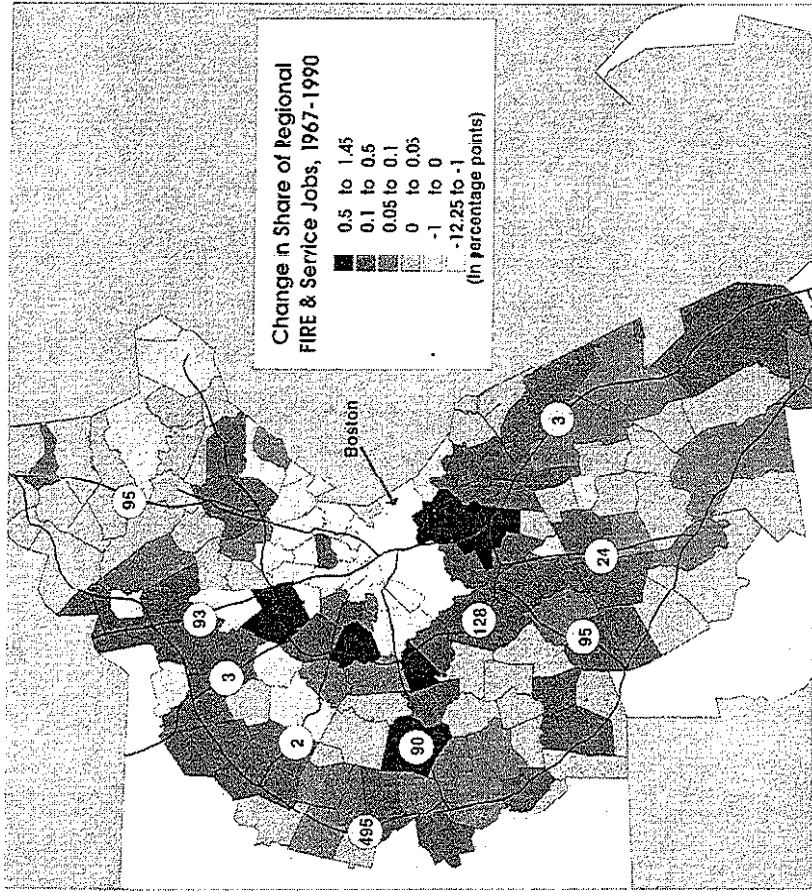 Change in Share of Regional
FIRE & Service Jobs, 1967-1990
0.5 to 1.45
0.1 to 0.5
0.05 to 0.1
0 to 0.05
-1 to 0
-12.25 to -1
(In percentage points)
Boston
95
93
3
2
495
90
128
95
24
3